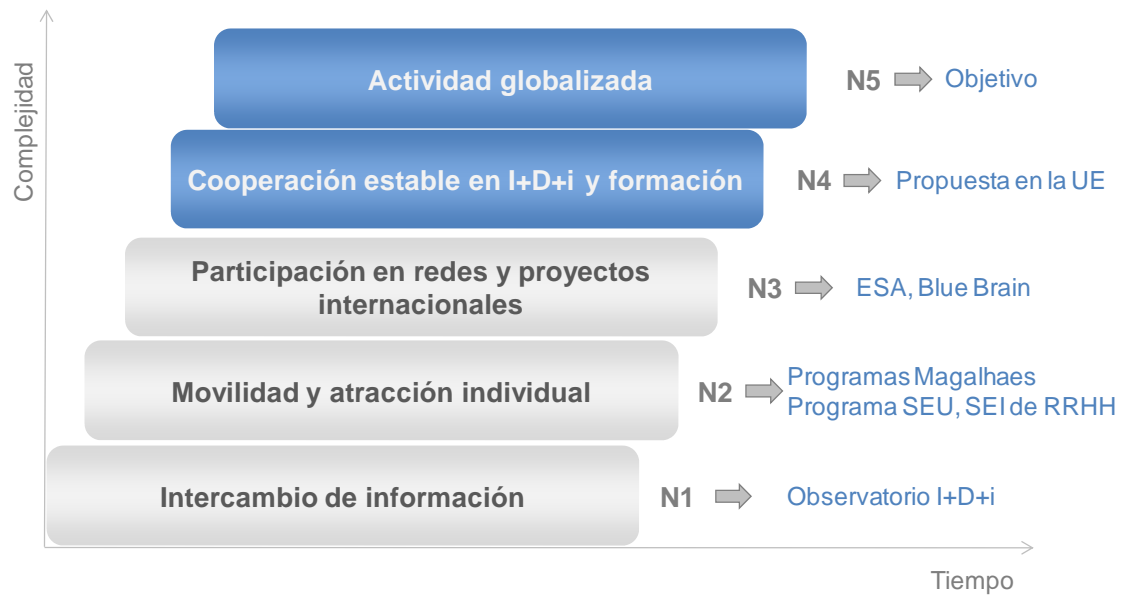 Complejidad
Actividad globalizada
N5
Objetivo
Cooperación estable en I+D+i y formación
N4
Propuesta en la UE
Participación en redes y proyectos
internacionales
N3
ESA, Blue Brain
Movilidad y atracción individual
N2
Programas Magalhaes
Programa SEU, SEI de RRHH
Intercambio de información
N1
Observatorio I+D+i
Tiempo